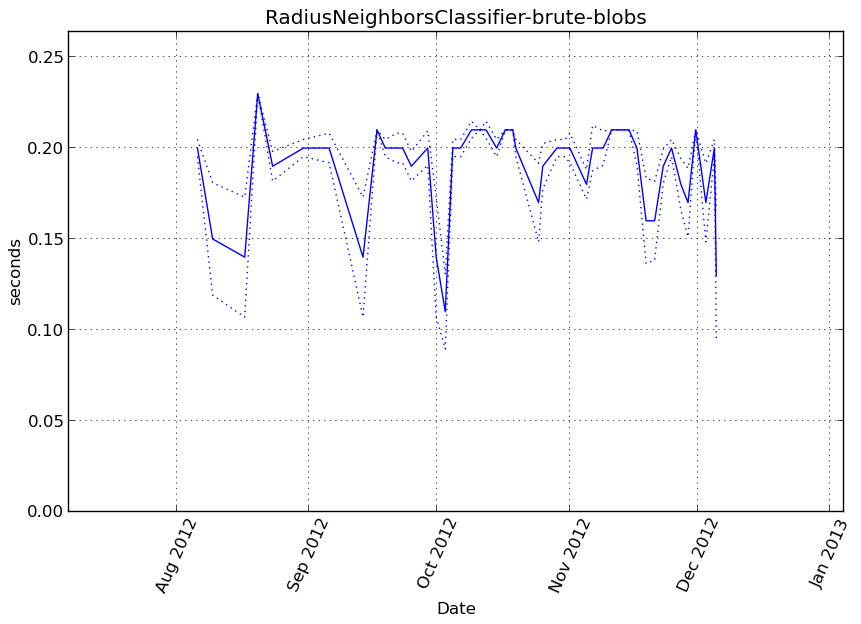 RadiusNeighborsClassifier-brute-blobs
0.25
0.20
0.15
0.10
0.05
0.00
seconds
Aug 2012
Sep 2012
Oct 2012
Nov 2012
Dec 2012
Jan 2013
Date